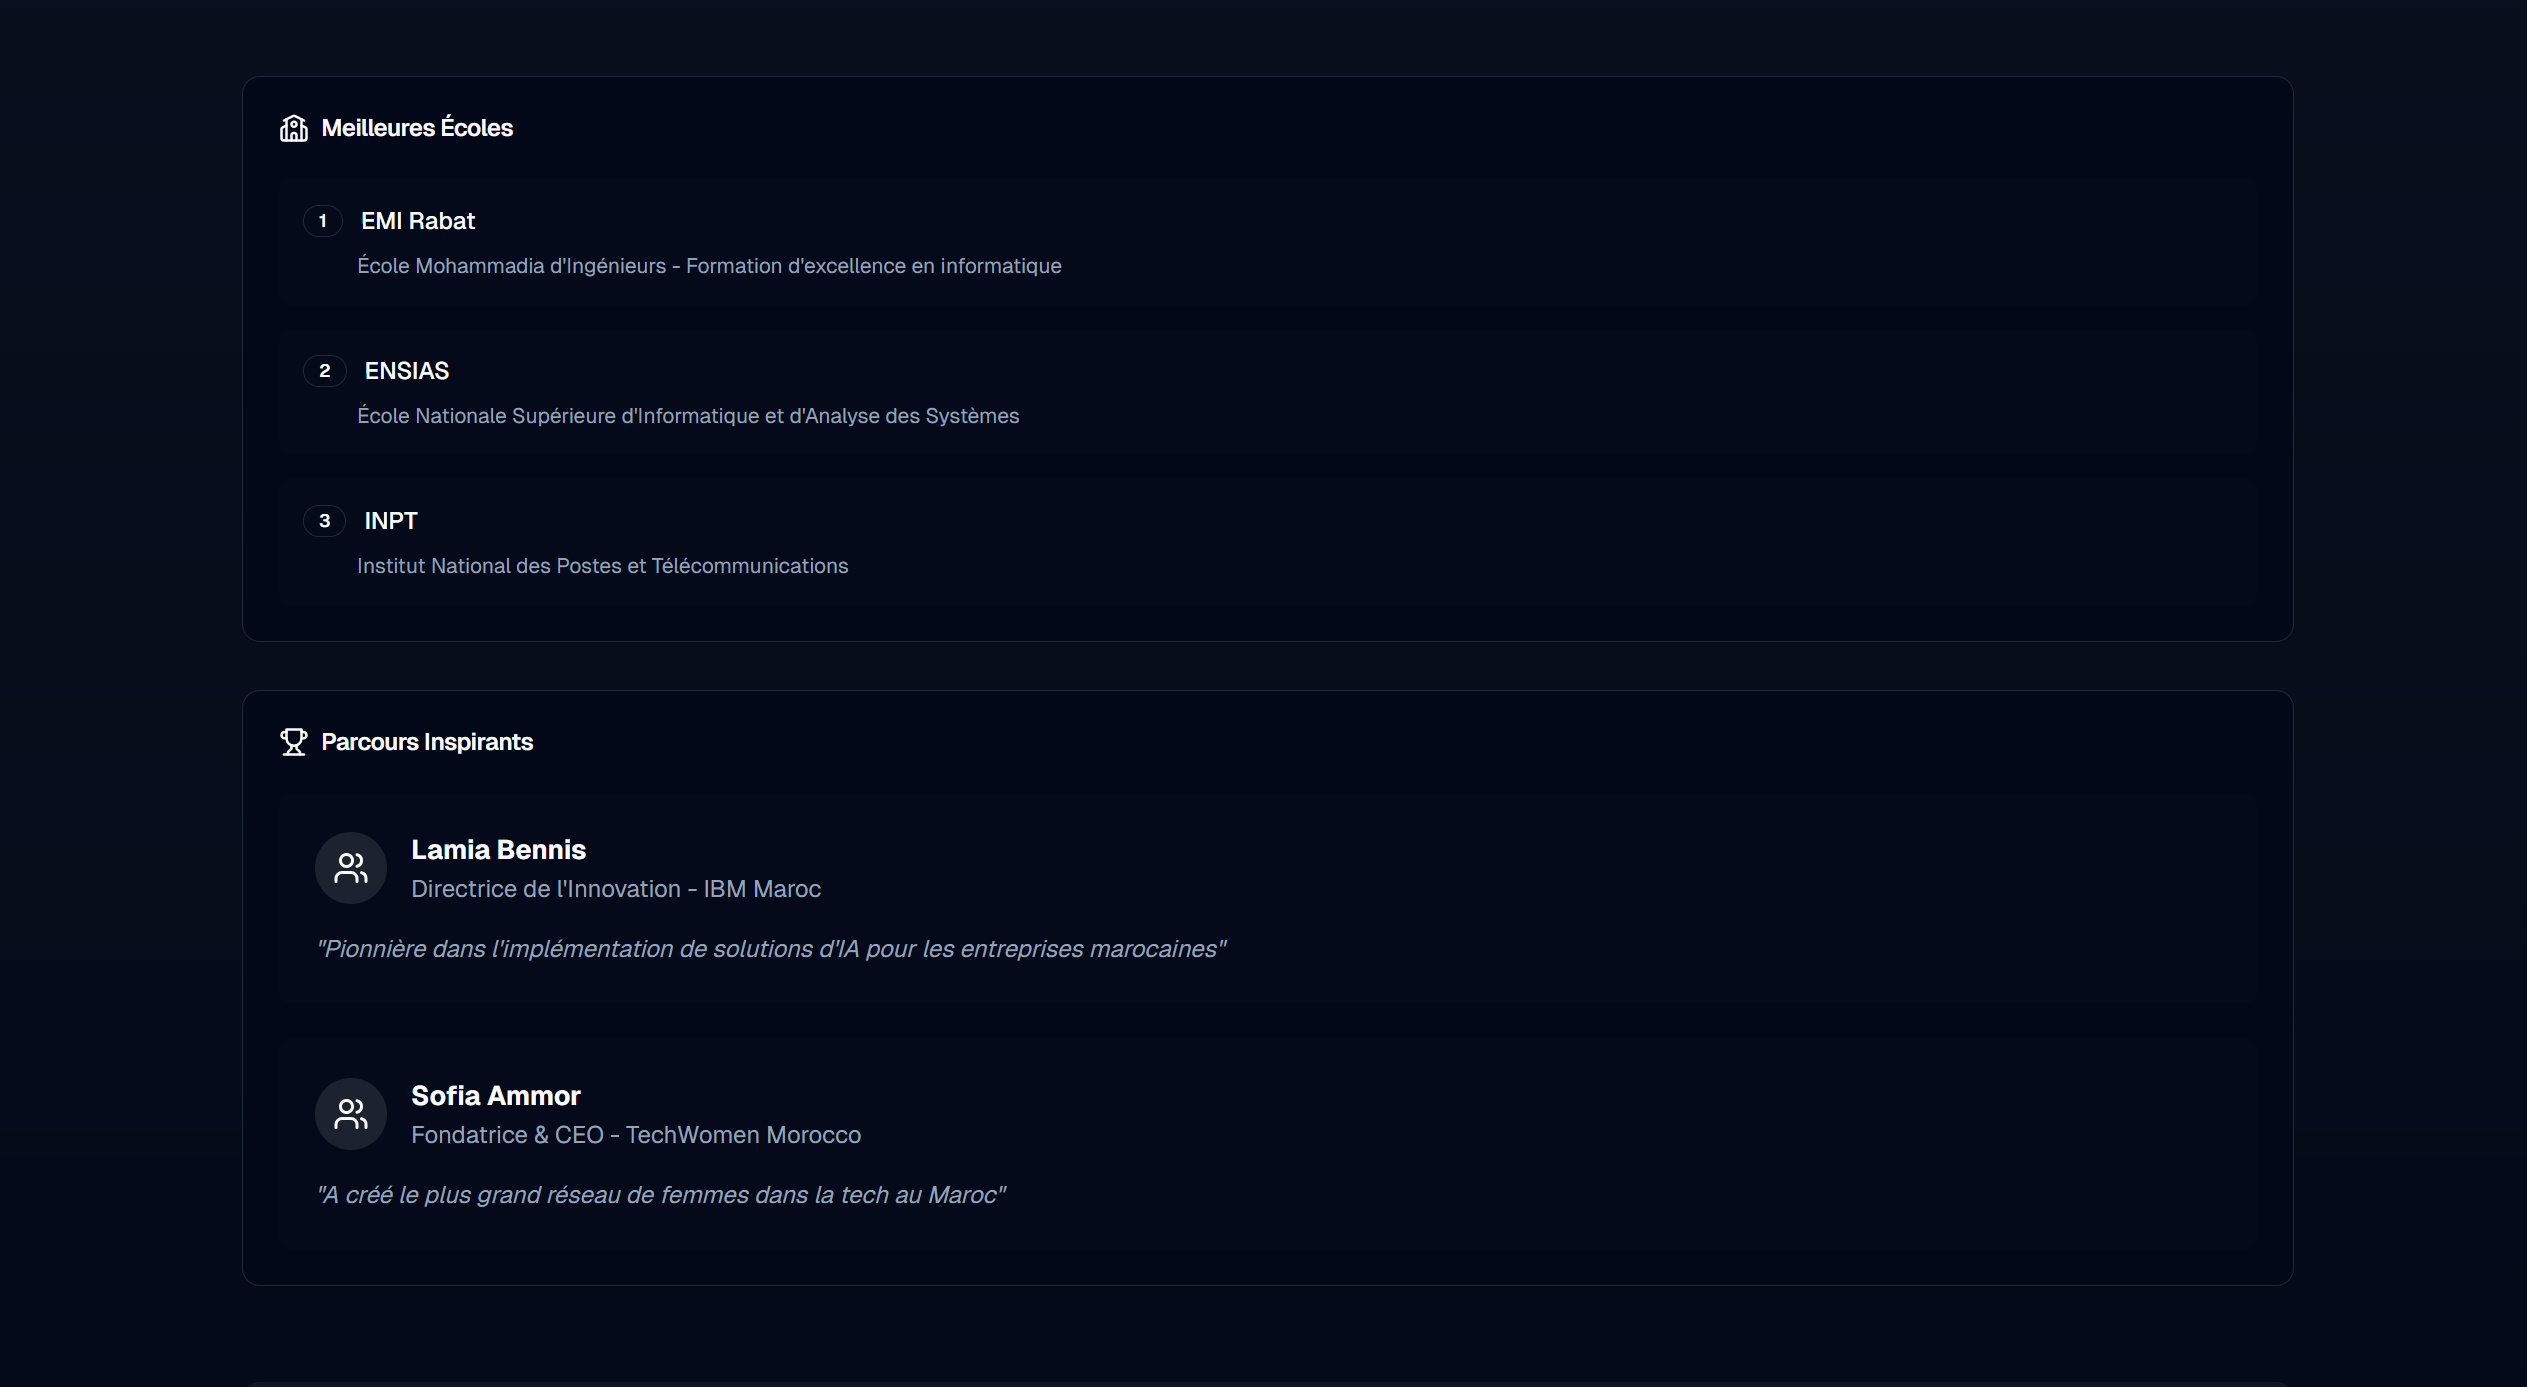 Meilleures Écoles
1 EMI Rabat
École Mohammadia d'Ingénieurs - Formation d'excellence en informatique
2 ENSIAS
École Nationale Supérieure d'Informatique et d'Analyse des Systèmes
3 INPT
Institut National des Postes et Télécommunications
Parcours Inspirants
Lamia Bennis
Directrice de l'Innovation - IBM Maroc
"Pionnière dans l'implémentation de solutions d'IA pour les entreprises marocaines"
Sofia Ammor
Fondatrice & CEO - TechWomen Morocco
"A créé le plus grand réseau de femmes dans la tech au Maroc"